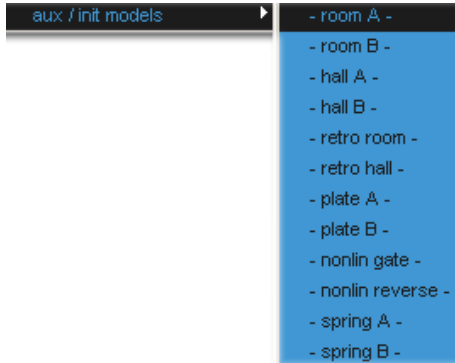 aux / init models
- room A -
- room B -
- hall A -
- hall B -
- retro room -
- retro hall -
- plate A -
- plate B -
- nonlin gate -
- nonlin reverse -
- spring A -
- spring B -